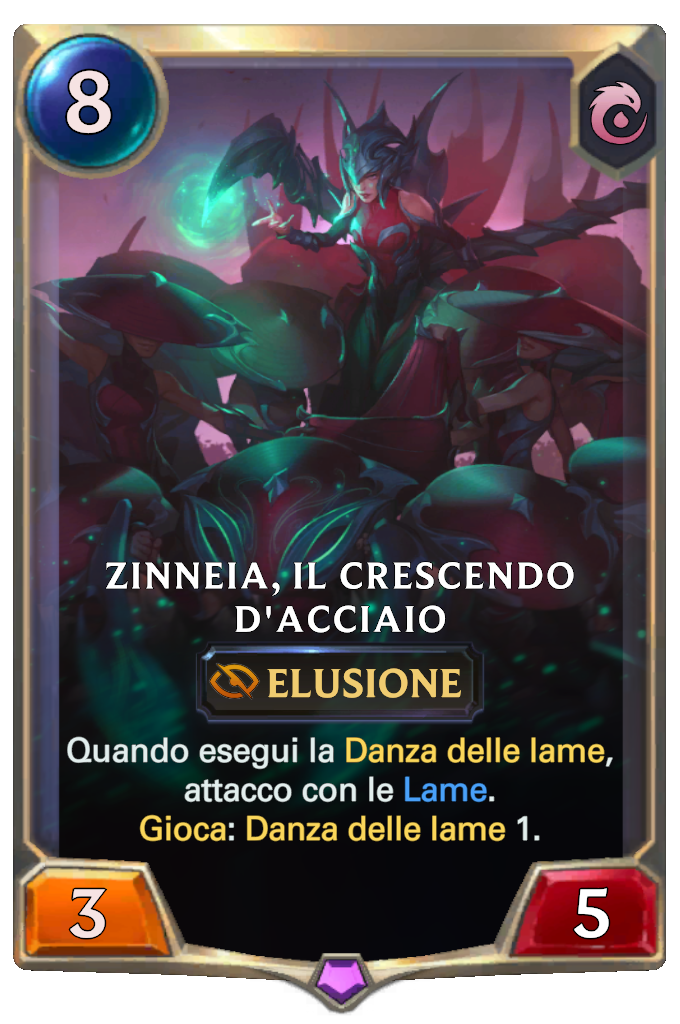 8
ZINNEIA, IL CRESCENDO
D'ACCIAIO
ELUSIONE
Quando esegui la Danza delle lame,
attacco con le Lame.
Gioca: Danza delle lame 1.
3
5